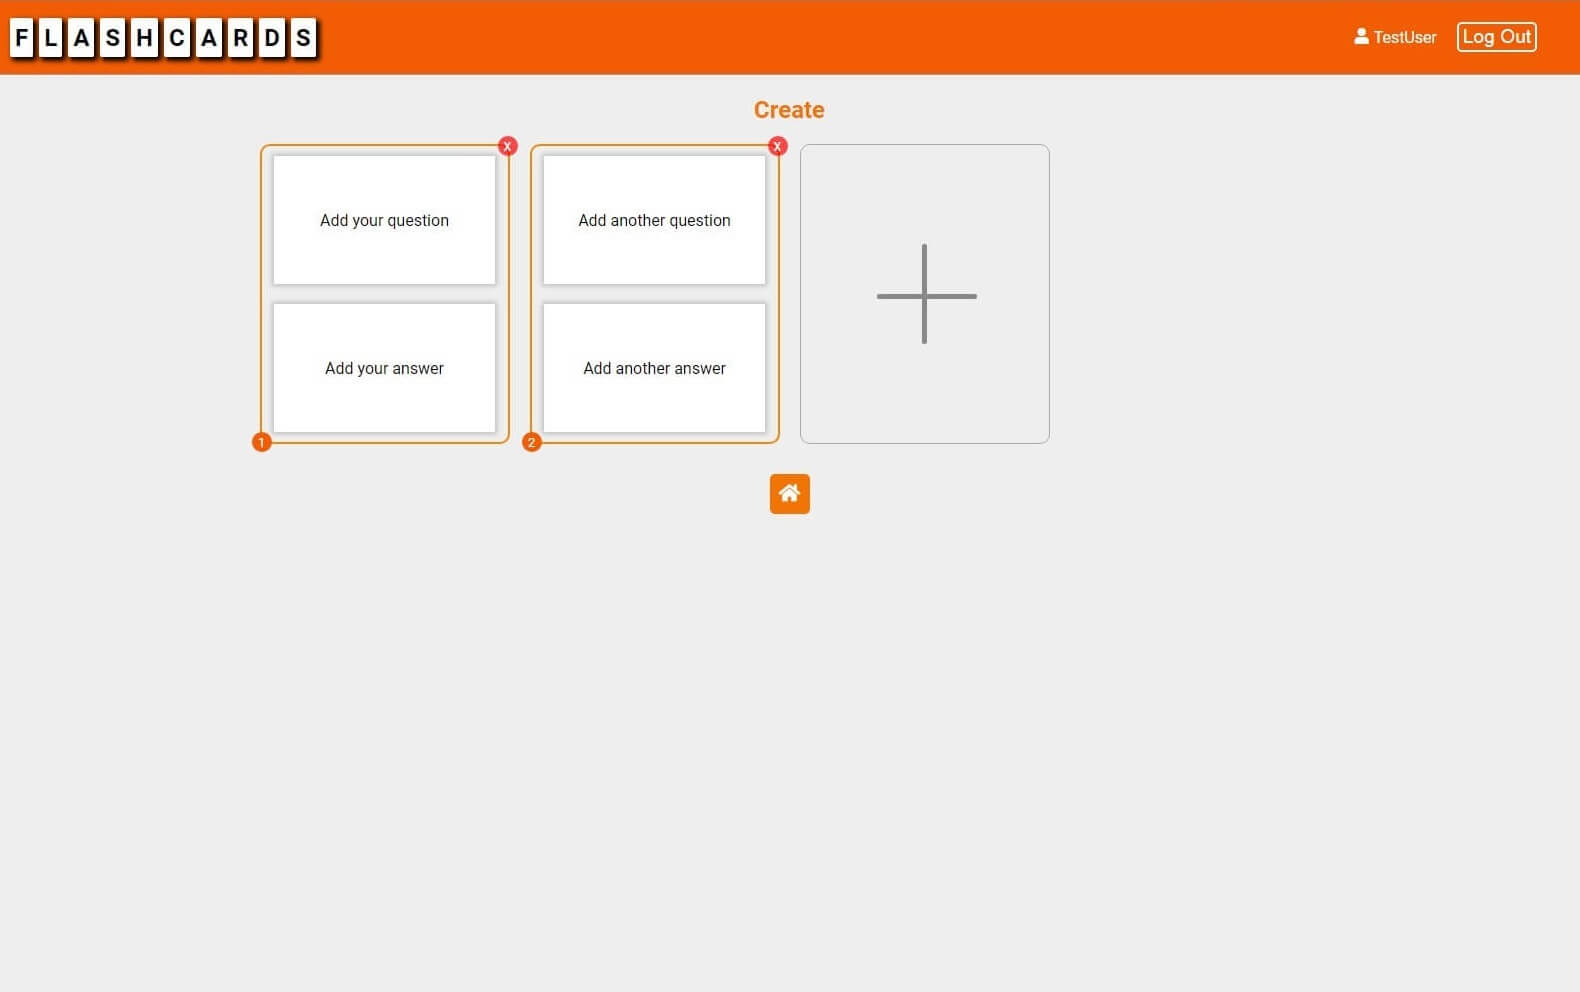 FLASHCARDS
TestUser
Log Out
Create
X
X
Add your question
Add another question
Add your answer
Add another answer
1
2